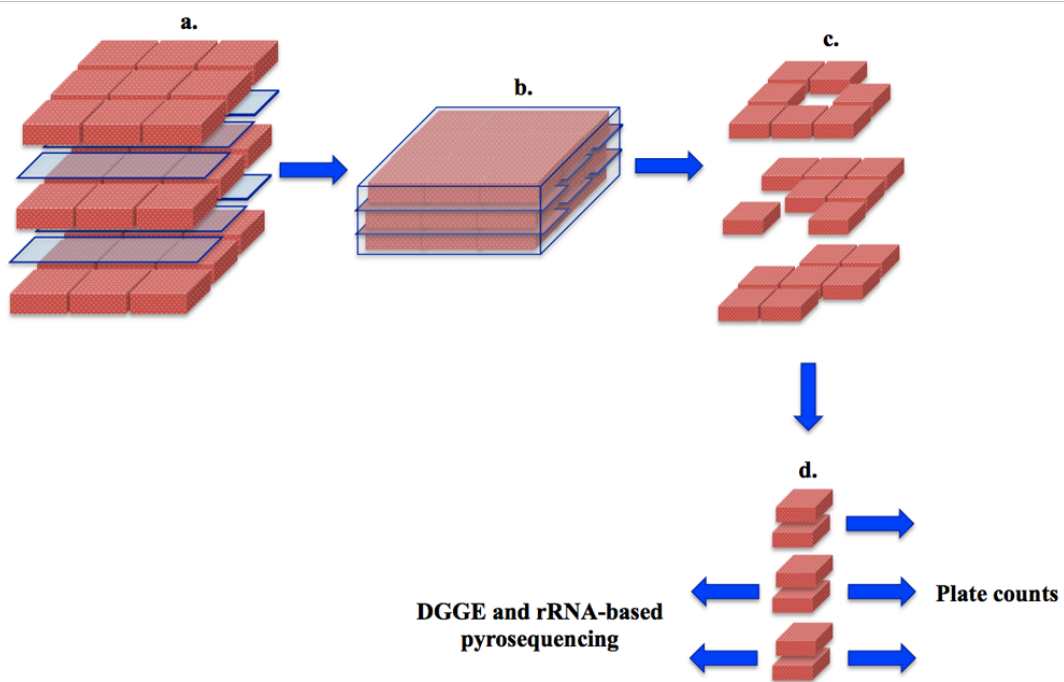 a.
b.
c.
d.
DGGE and rRNA-based
pyrosequencing
Plate counts